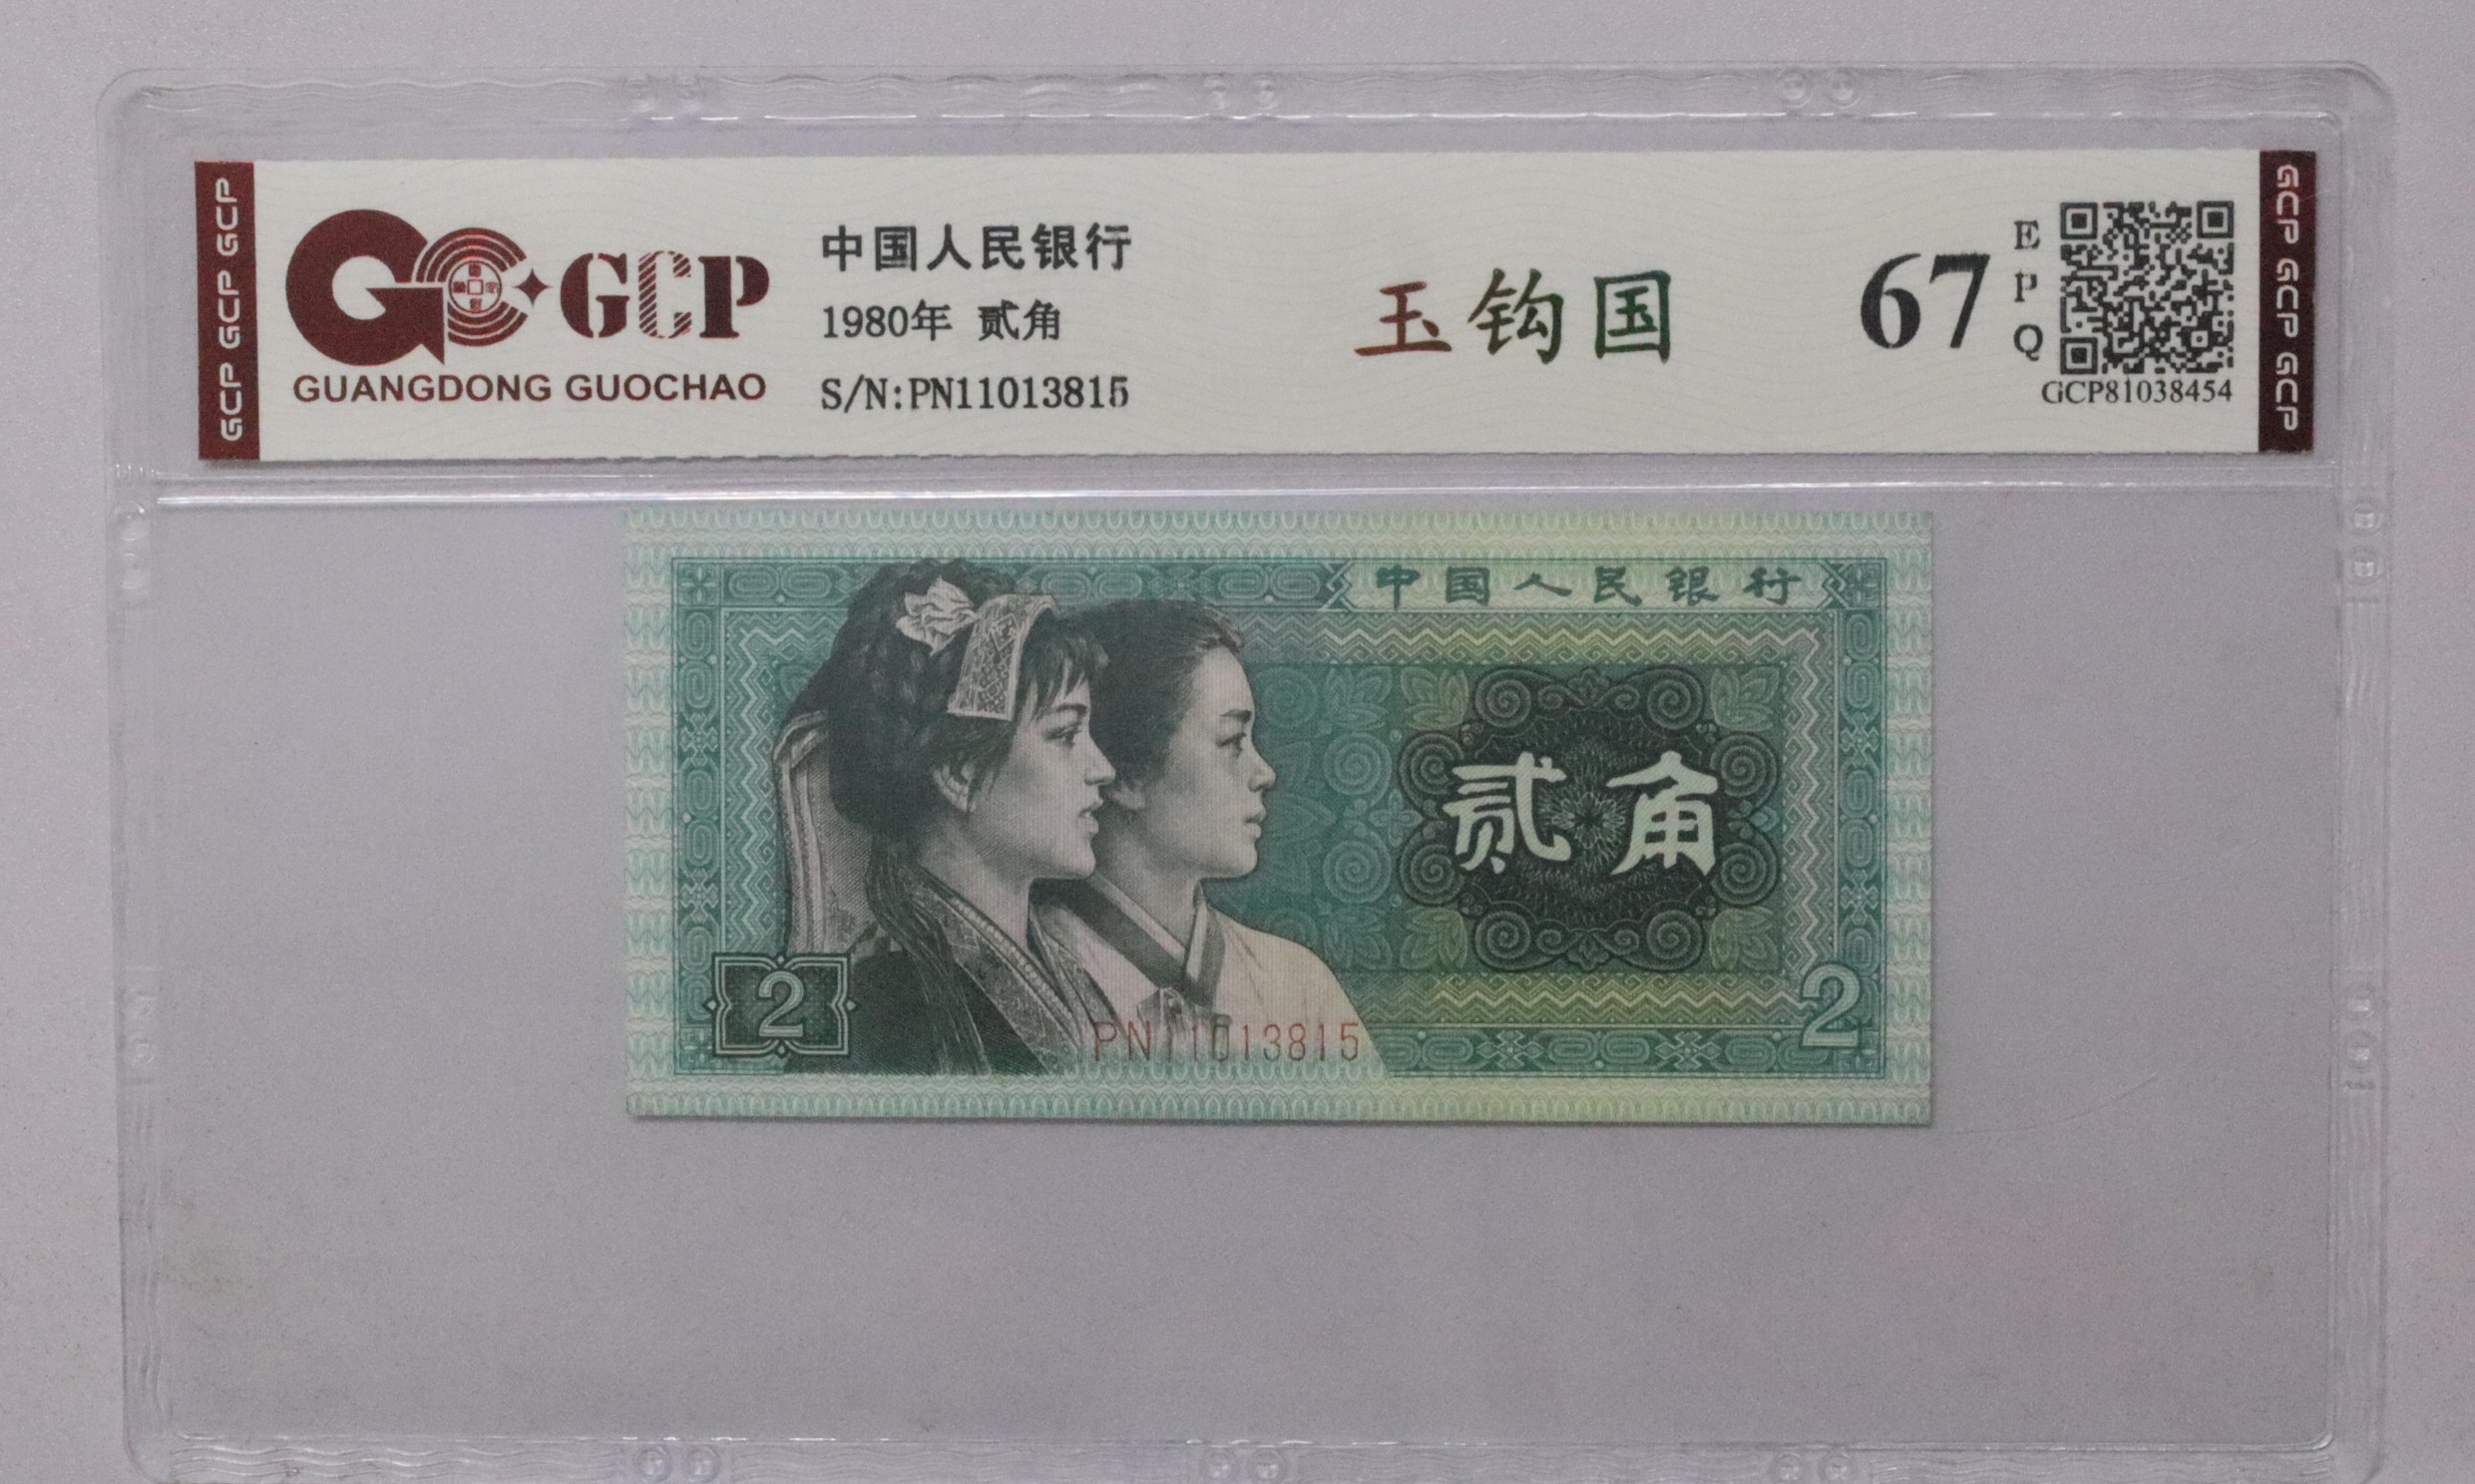 GCP GCP GCP
GCP
GUANGDONG GUOCHAO
中国人民银行
1980年 贰角
S/N:PN11013815
玉钩国
67
E
P
Q
GCP81038454
GCP GCP GCP
中国人民银行
贰角
2
PN11013815
2